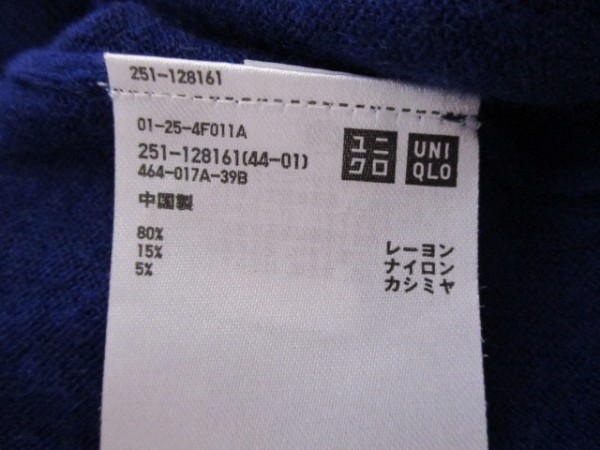 251-128161
01-25-4F011A
251-128161(44-01)
464-017A-39B
中国製
ユニ
クロ
UNI
QLO
80% レーヨン
15% ナイロン
5% カシミヤ